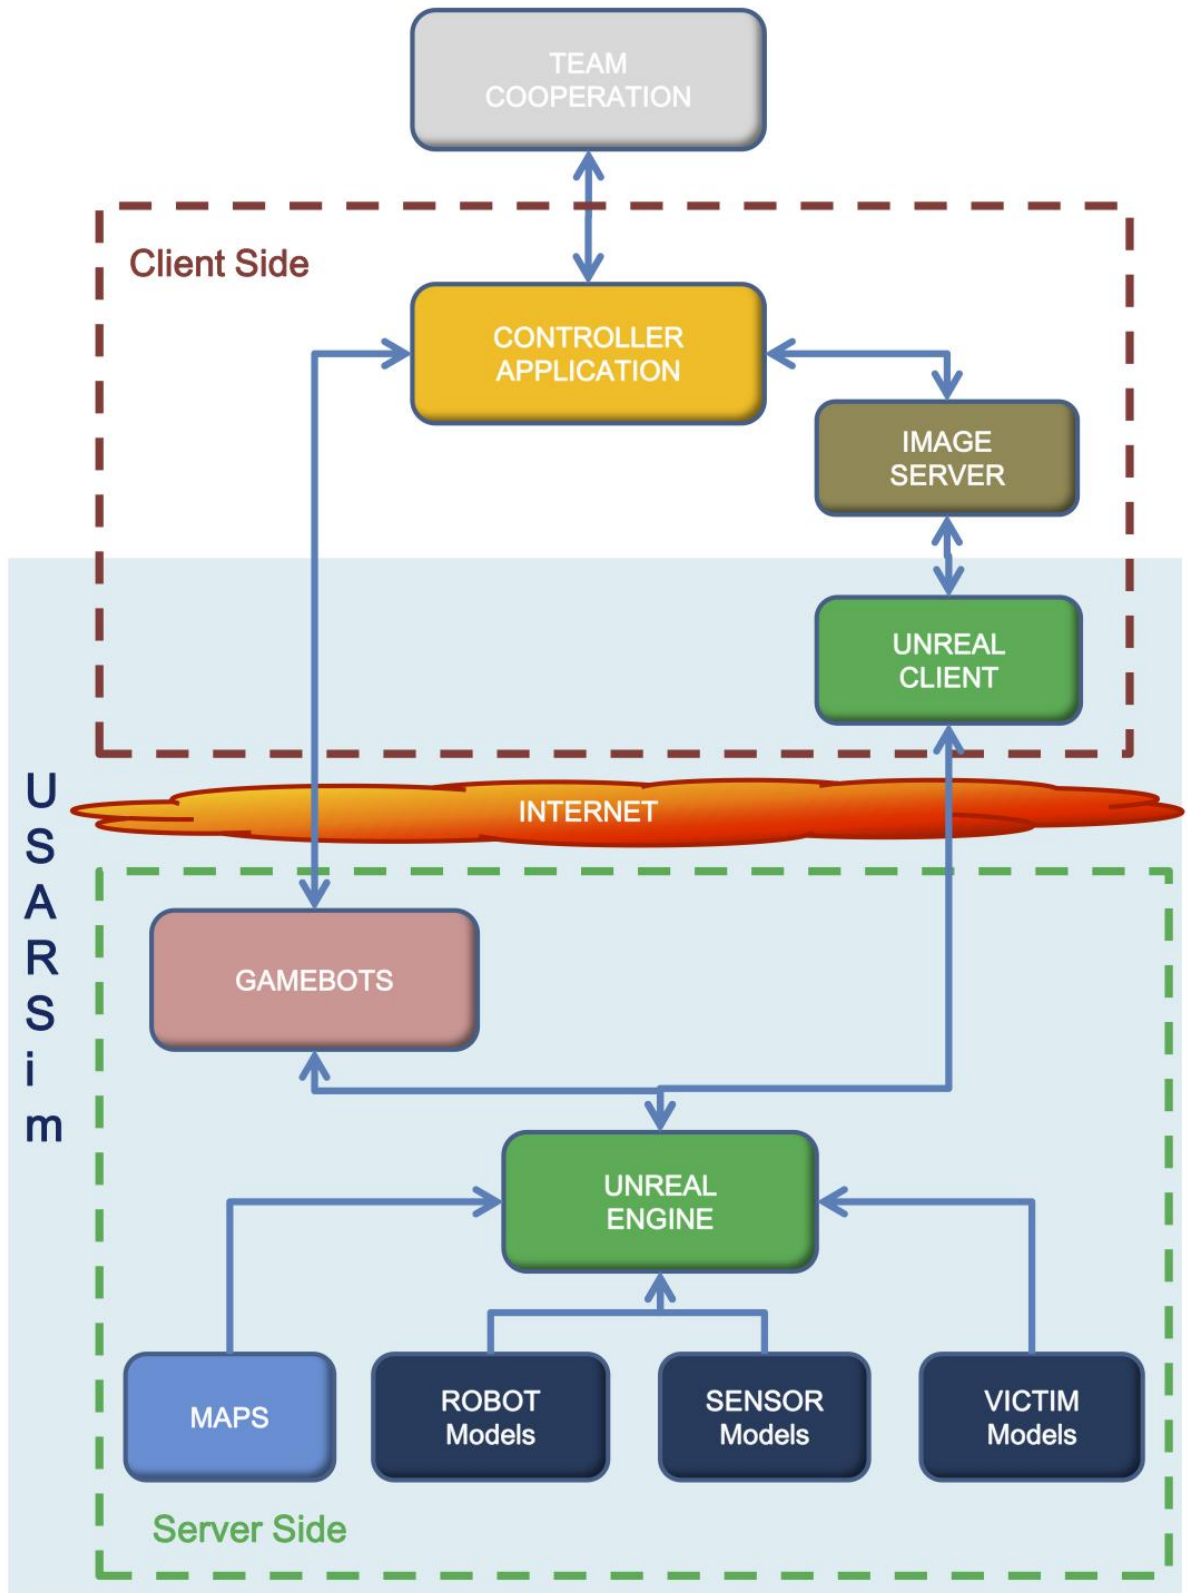 TEAM
COOPERATION
Client Side
CONTROLLER
APPLICATION
IMAGE
SERVER
UNREAL
CLIENT
USARSim
INTERNET
GAMEBOTS
UNREAL
ENGINE
MAPS
ROBOT
Models
SENSOR
Models
VICTIM
Models
Server Side